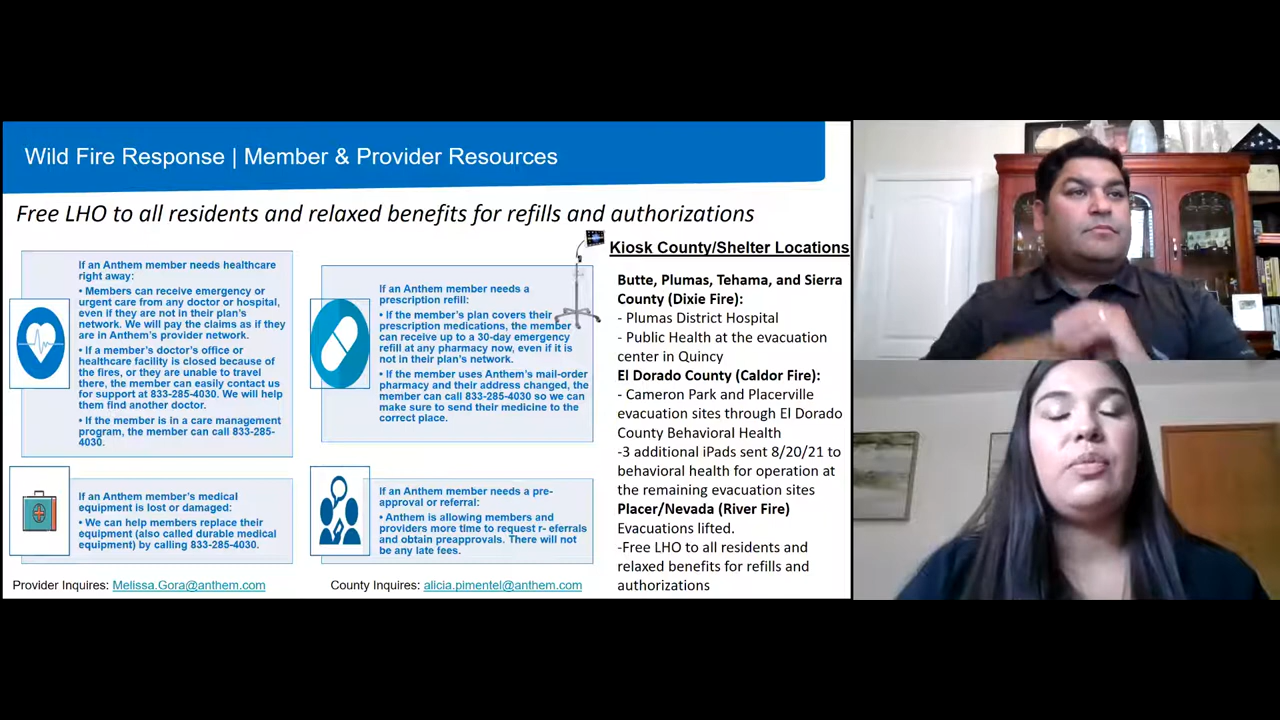 Wild Fire Response | Member & Provider Resources
Free LHO to all residents and relaxed benefits for refills and authorizations
If an Anthem member needs healthcare
right away:
• Members can receive emergency or
urgent care from any doctor or hospital,
even if they are not in their plan's
network. We will pay the claims as if they
are in Anthem's provider network.
• If a member's doctor's office or
healthcare facility is closed because of
the fires, or they are unable to travel
there, the member can easily contact us
for support at 833-285-4030. We will help
them find another doctor.
• If the member is in a care management
program, the member can call 833-285-
4030.
If an Anthem member needs a
prescription refill:
• If the member's plan covers their
prescription medications, the member
can receive up to a 30-day emergency
refill at any pharmacy now, even if it is
not in their plan's network.
• If the member uses Anthem's mail-order
pharmacy and their address changed, the
member can call 833-285-4030 so we can
make sure to send their medicine to the
correct place.
If an Anthem member's medical
equipment is lost or damaged:
• We can help members replace their
equipment (also called durable medical
equipment) by calling 833-285-4030.
If an Anthem member needs a pre-
approval or referral:
• Anthem is allowing members and
providers more time to request r- eferrals
and obtain preapprovals. There will not
be any late fees.
Provider Inquires: Melissa.Gora@anthem.com
County Inquires: alicia.pimentel@anthem.com
Kiosk County/Shelter Locations
Butte, Plumas, Tehama, and Sierra
County (Dixie Fire):
- Plumas District Hospital
- Public Health at the evacuation
center in Quincy
El Dorado County (Caldor Fire):
- Cameron Park and Placerville
evacuation sites through El Dorado
County Behavioral Health
-3 additional iPads sent 8/20/21 to
behavioral health for operation at
the remaining evacuation sites
Placer/Nevada (River Fire)
Evacuations lifted.
-Free LHO to all residents and
relaxed benefits for refills and
authorizations